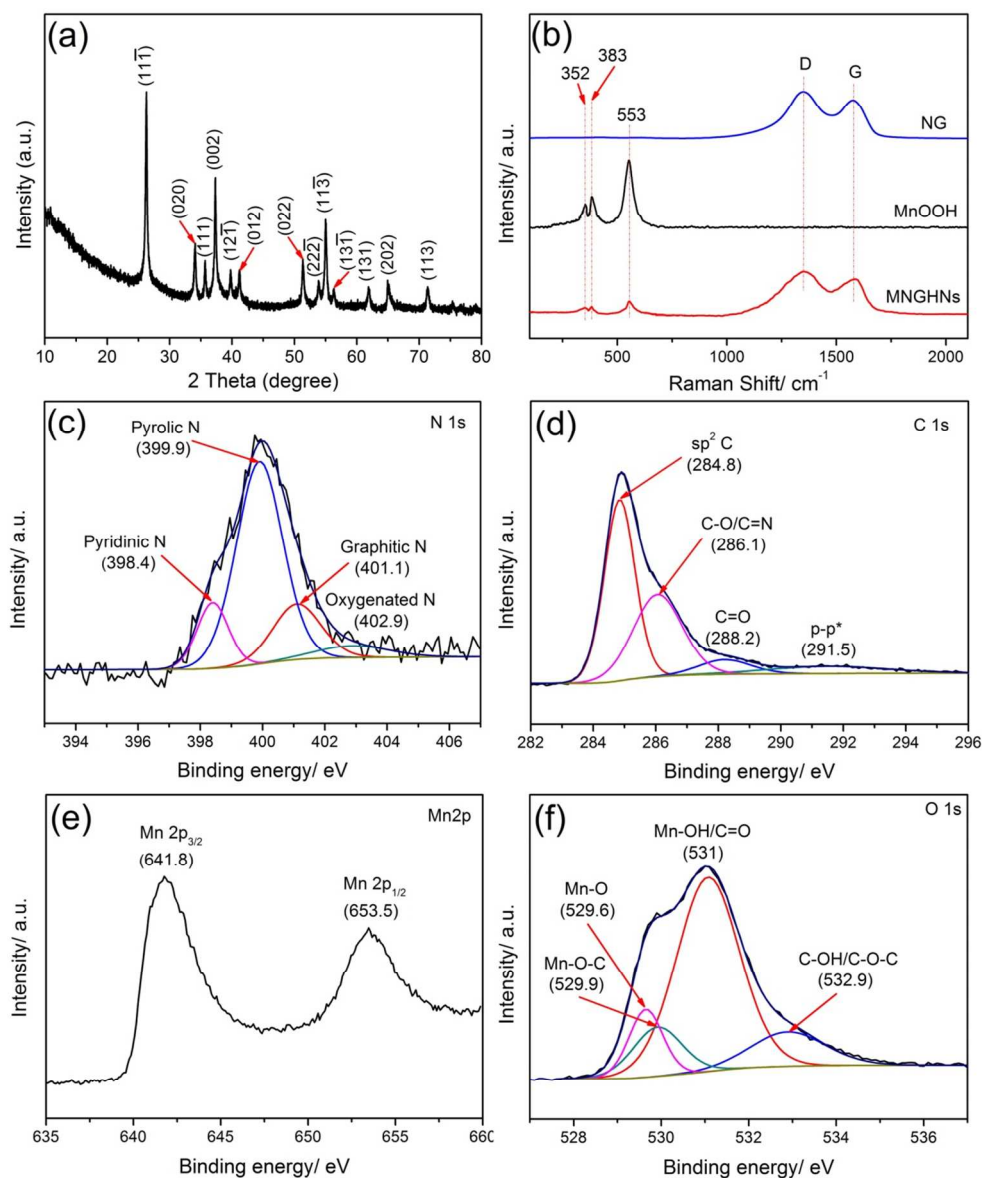 (a)
(11̄1̄)
(020)
(111)
(002)
(12̄1̄)
(012)
(022)
(2̄22̄)
(11̄3̄)
(13̄1̄)
(131)
(202)
(113)
Intensity (a.u.)
10 20 30 40 50 60 70 80
2 Theta (degree)
(b)
352
383
553
D
G
NG
MnOOH
MNGHNs
Intensity/ a.u.
500 1000 1500 2000
Raman Shift/ cm⁻¹
(c)
N 1s
Pyrolic N
(399.9)
Pyridinic N
(398.4)
Graphitic N
(401.1)
Oxygenated N
(402.9)
Intensity/ a.u.
394 396 398 400 402 404 406
Binding energy/ eV
(d)
C 1s
sp² C
(284.8)
C-O/C=N
(286.1)
C=O
(288.2)
p-p*
(291.5)
Intensity/ a.u.
282 284 286 288 290 292 294 296
Binding energy/ eV
(e)
Mn2p
Mn 2p₃/₂
(641.8)
Mn 2p₁/₂
(653.5)
Intensity/ a.u.
635 640 645 650 655 660
Binding energy/ eV
(f)
O 1s
Mn-OH/C=O
(531)
Mn-O
(529.6)
Mn-O-C
(529.9)
C-OH/C-O-C
(532.9)
Intensity/ a.u.
528 530 532 534 536
Binding energy/ eV